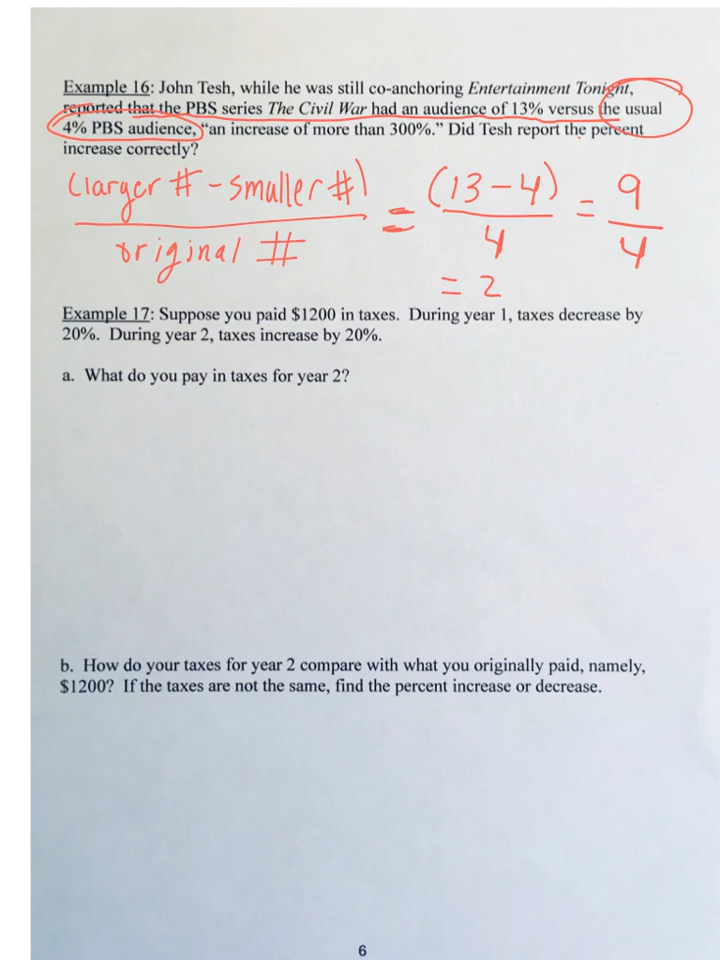 Example 16: John Tesh, while he was still co-anchoring Entertainment Tonight,
reported that the PBS series The Civil War had an audience of 13% versus the usual
4% PBS audience, “an increase of more than 300%.” Did Tesh report the percent
increase correctly?
(larger # - smaller #) = (13-4) = 9
original # 4 4
= 2
Example 17: Suppose you paid $1200 in taxes. During year 1, taxes decrease by
20%. During year 2, taxes increase by 20%.
a. What do you pay in taxes for year 2?
b. How do your taxes for year 2 compare with what you originally paid, namely,
$1200? If the taxes are not the same, find the percent increase or decrease.
6